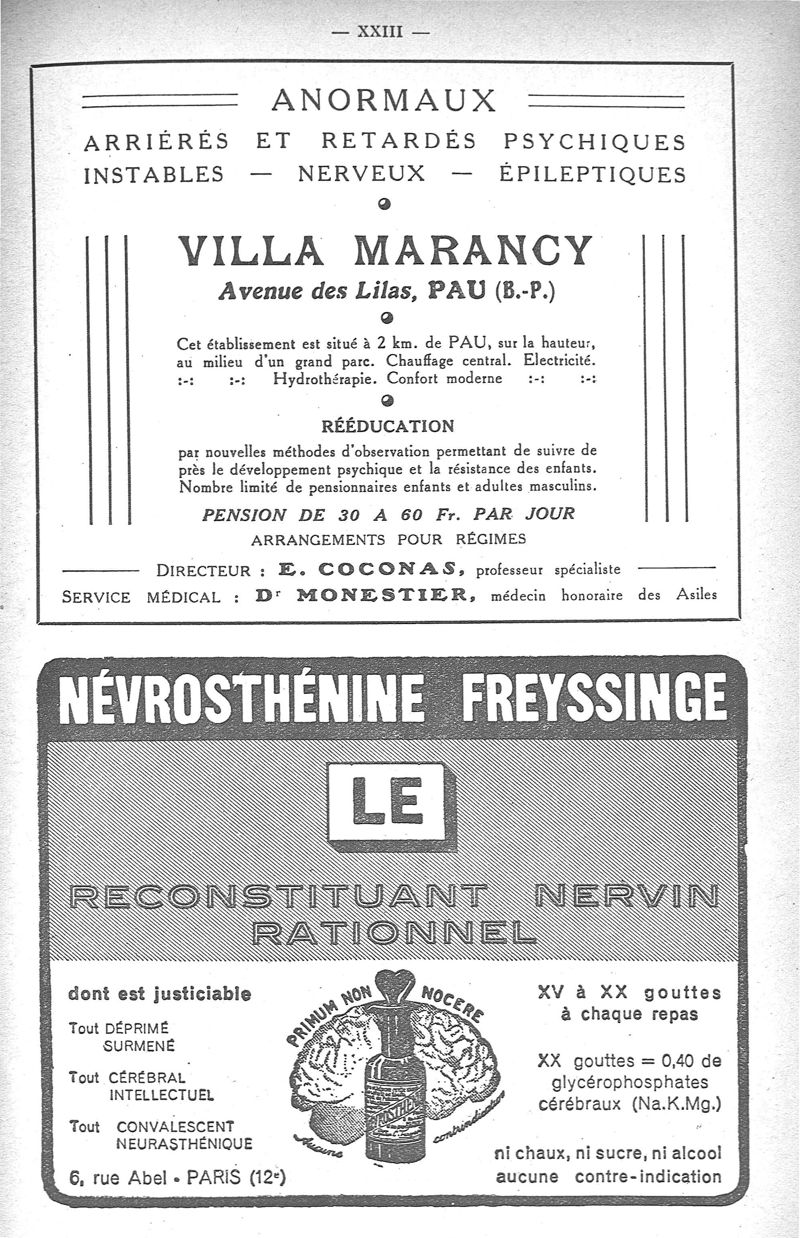 — XXIII —
ANORMAUX
ARRIÉRÉS ET RETARDÉS PSYCHIQUES
INSTABLES — NERVEUX — ÉPILEPTIQUES
VILLA MARANCY
Avenue des Lilas, PAU (B.-P.)
Cet établissement est situé à 2 km. de PAU, sur la hauteur,
au milieu d'un grand parc. Chauffage central. Electricité.
:-: :-: Hydrothérapie. Confort moderne :-: :-:
RÉÉDUCATION
par nouvelles méthodes d'observation permettant de suivre de
près le développement psychique et la résistance des enfants.
Nombre limité de pensionnaires enfants et adultes masculins.
PENSION DE 30 A 60 Fr. PAR JOUR
ARRANGEMENTS POUR RÉGIMES
DIRECTEUR : E. COCONAS, professeur spécialiste
SERVICE MÉDICAL : Dr MONESTIER, médecin honoraire des Asiles
NÉVROSTHÉNINE FREYSSINGE
LE
RECONSTITUANT NERVIN
RATIONNEL
dont est justiciable
Tout DÉPRIMÉ
SURMENÉ
Tout CÉRÉBRAL
INTELLECTUEL
Tout CONVALESCENT
NEURASTHÉNIQUE
6, rue Abel • PARIS (12e)
PRIMUM NON NOCERE
Aucune contrindication
XV à XX gouttes
à chaque repas
XX gouttes = 0,40 de
glycérophosphates
cérébraux (Na.K.Mg.)
ni chaux, ni sucre, ni alcool
aucune contre-indication